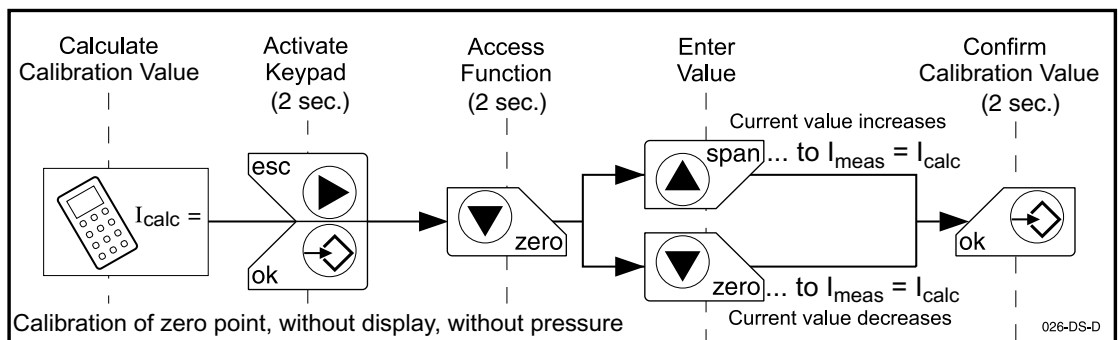 Calculate
Calibration Value
Activate
Keypad
(2 sec.)
Access
Function
(2 sec.)
Enter
Value
Confirm
Calibration Value
(2 sec.)
Current value increases
esc
span
... to Imeas = Icalc
Icalc =
zero
ok
ok
zero
... to Imeas = Icalc
Current value decreases
Calibration of zero point, without display, without pressure
026-DS-D